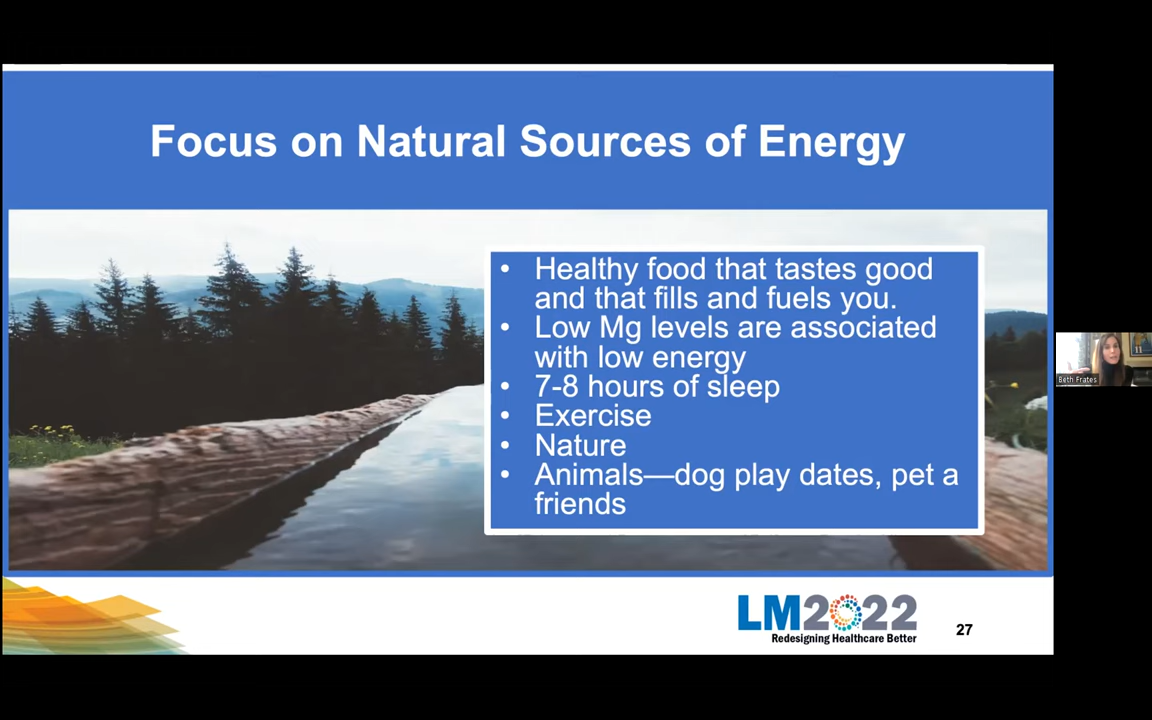 Focus on Natural Sources of Energy
• Healthy food that tastes good
and that fills and fuels you.
• Low Mg levels are associated
with low energy
• 7-8 hours of sleep
• Exercise
• Nature
• Animals—dog play dates, pet a
friends
LM2022
Redesigning Healthcare Better
27
Beth Frates